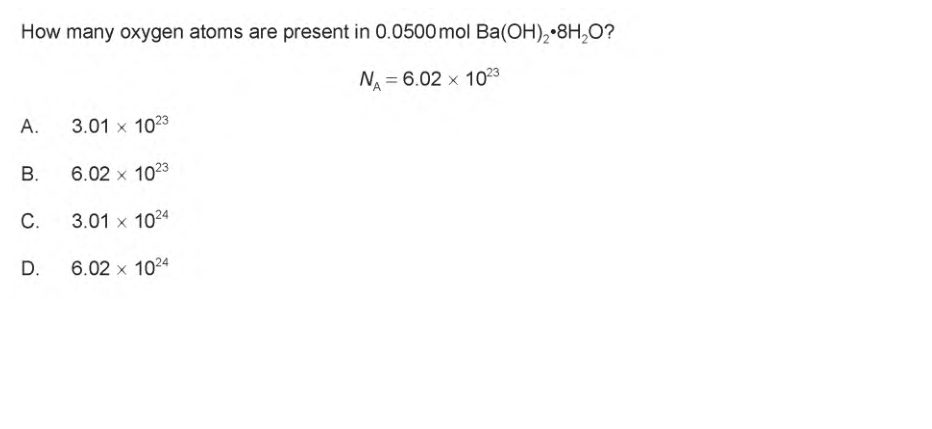 How many oxygen atoms are present in 0.0500 mol Ba(OH)₂•8H₂O?
N_A = 6.02 × 10²³
A. 3.01 × 10²³
B. 6.02 × 10²³
C. 3.01 × 10²⁴
D. 6.02 × 10²⁴